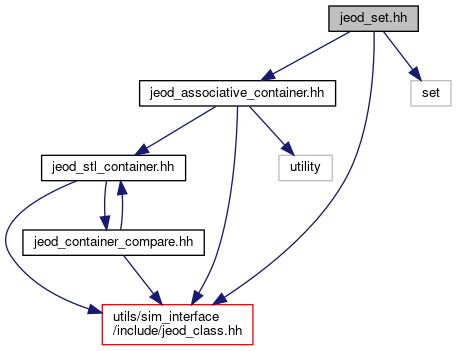 jeod_set.hh
jeod_associative_container.hh
set
jeod_stl_container.hh
utility
jeod_container_compare.hh
utils/sim_interface
/include/jeod_class.hh